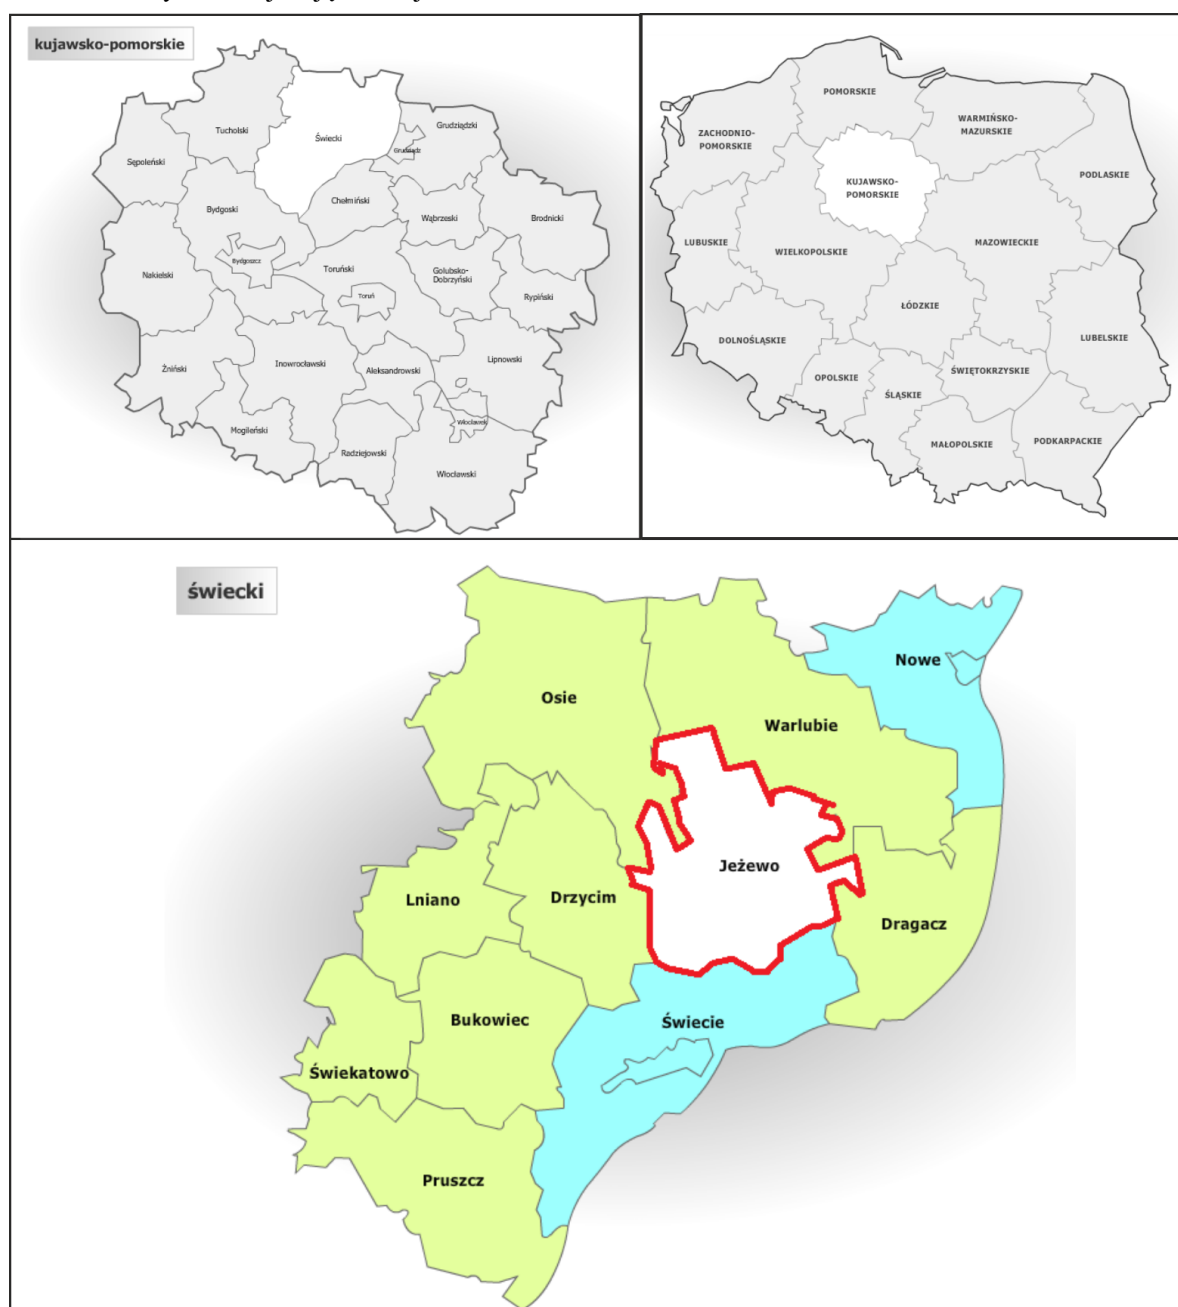 kujawsko-pomorskie
Tucholski
Świecki
Grudziądzki
Grudziądz
Sępoleński
Chełmiński
Bydgoski
Wąbrzeski
Brodnicki
Bydgoszcz
Nakielski
Toruński
Golubsko-
Dobrzyński
Toruń
Rypiński
Żniński
Inowrocławski
Aleksandrowski
Lipnowski
Mogileński
Włocławek
Radziejowski
Włocławski
POMORSKIE
WARMIŃSKO-
MAZURSKIE
ZACHODNIO-
POMORSKIE
PODLASKIE
KUJAWSKO-
POMORSKIE
LUBUSKIE
WIELKOPOLSKIE
MAZOWIECKIE
ŁÓDZKIE
DOLNOŚLĄSKIE
LUBELSKIE
OPOLSKIE
ŚWIĘTOKRZYSKIE
ŚLĄSKIE
MAŁOPOLSKIE
PODKARPACKIE
świecki
Nowe
Osie
Warlubie
Jeżewo
Lniano
Drzycim
Dragacz
Bukowiec
Świecie
Świekatowo
Pruszcz